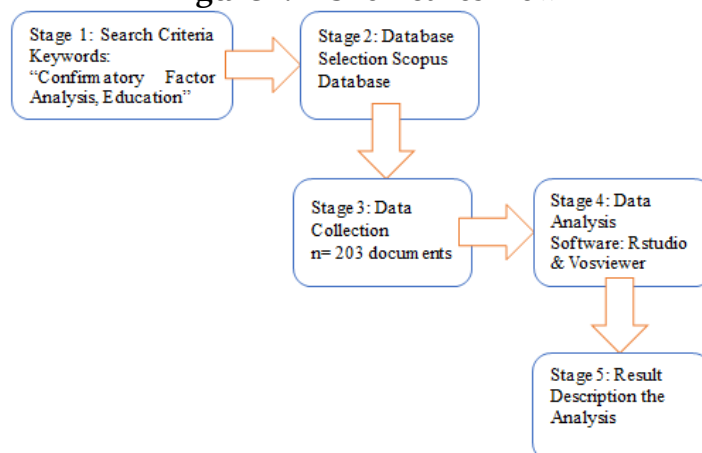 Stage 1: Search Criteria
Keywords:
“Confirmatory Factor
Analysis, Education”
Stage 2: Database
Selection Scopus
Database
Stage 3: Data
Collection
n= 203 documents
Stage 4: Data
Analysis
Software: Rstudio
& Vosviewer
Stage 5: Result
Description the
Analysis